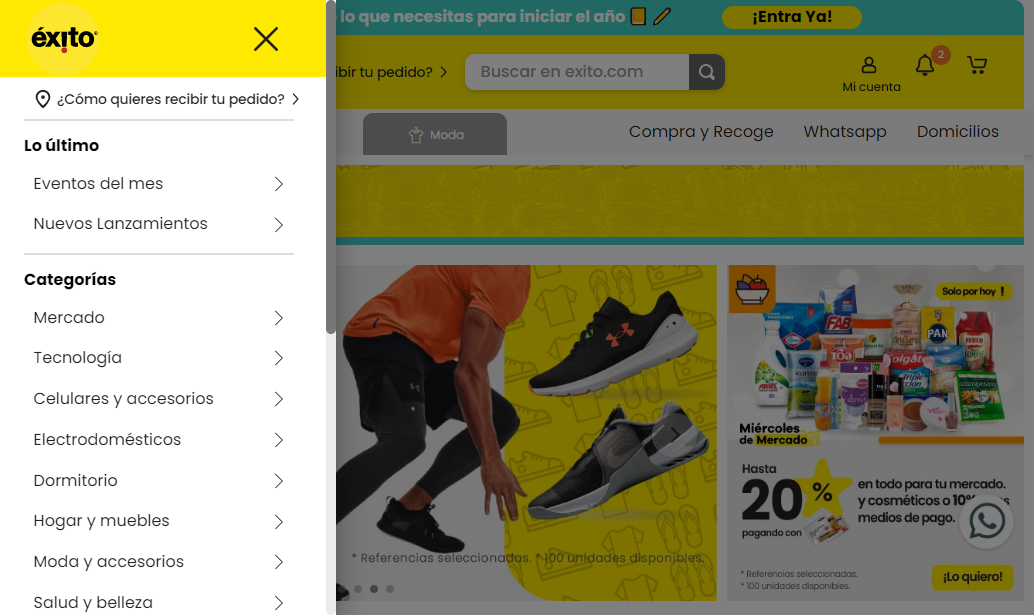 éxito
¿Cómo quieres recibir tu pedido?
Lo último
Eventos del mes
Nuevos Lanzamientos
Categorías
Mercado
Tecnología
Celulares y accesorios
Electrodomésticos
Dormitorio
Hogar y muebles
Moda y accesorios
Salud y belleza
lo que necesitas para iniciar el año
¡Entra Ya!
ibir tu pedido?
Buscar en exito.com
Mi cuenta
2
Moda
Compra y Recoge
Whatsapp
Domicilios
* Referencias seleccionadas. * 100 unidades disponibles.
Solo por hoy !
FAB
PAN
Colgate
Miércoles
de Mercado
Hasta
20%
pagando con
en todo para tu mercado.
y cosméticos o 10%
medios de pago.
* Referencias seleccionadas.
* 100 unidades disponibles.
¡Lo quiero!